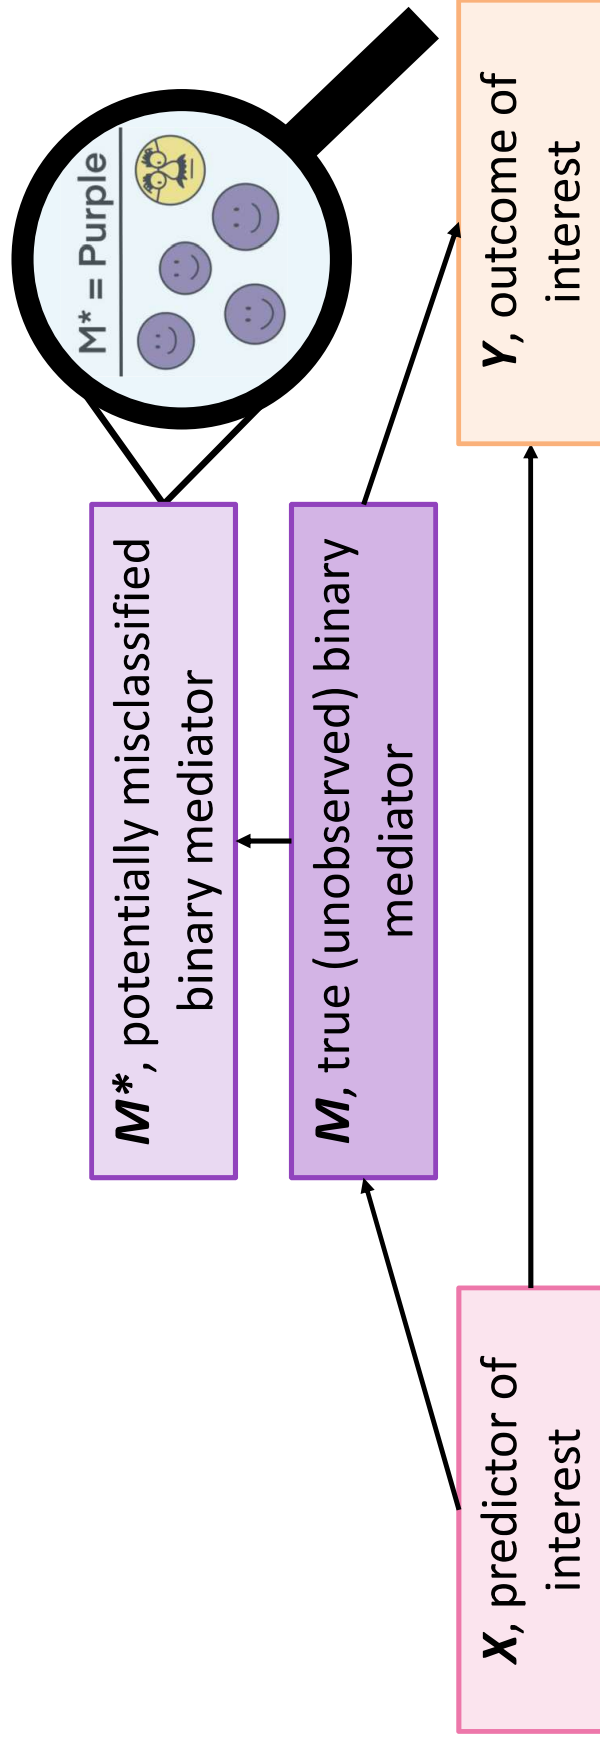 M* = Purple
M*, potentially misclassified
binary mediator
M, true (unobserved) binary
mediator
X, predictor of
interest
Y, outcome of
interest